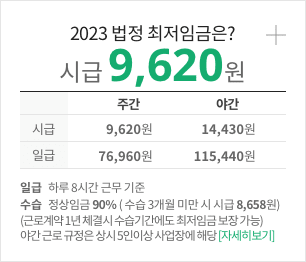 2023 법정 최저임금은?
시급 9,620원
주간 야간
시급 9,620원 14,430원
일급 76,960원 115,440원
일급 하루 8시간 근무 기준
수습 정상임금 90% ( 수습 3개월 미만 시 시급 8,658원)
(근로계약 1년 체결시 수습기간에도 최저임금 보장 가능)
야간 근로 규정은 상시 5인이상 사업장에 해당 [자세히보기]